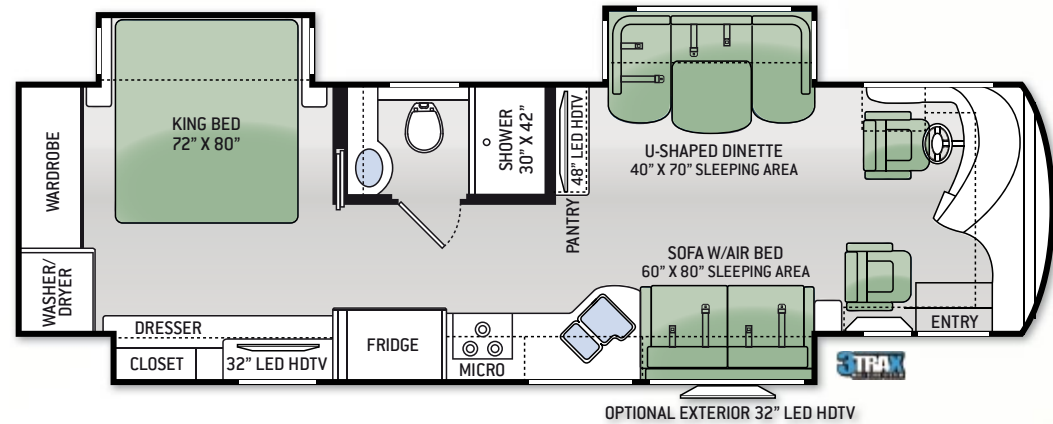 KING BED
72" X 80"
WARDROBE
WASHER/
DRYER
DRESSER
CLOSET
32" LED HDTV
FRIDGE
MICRO
SHOWER
30" X 42"
48" LED HDTV
PANTRY
U-SHAPED DINETTE
40" X 70" SLEEPING AREA
SOFA W/AIR BED
60" X 80" SLEEPING AREA
ENTRY
3TRAX
OPTIONAL EXTERIOR 32" LED HDTV